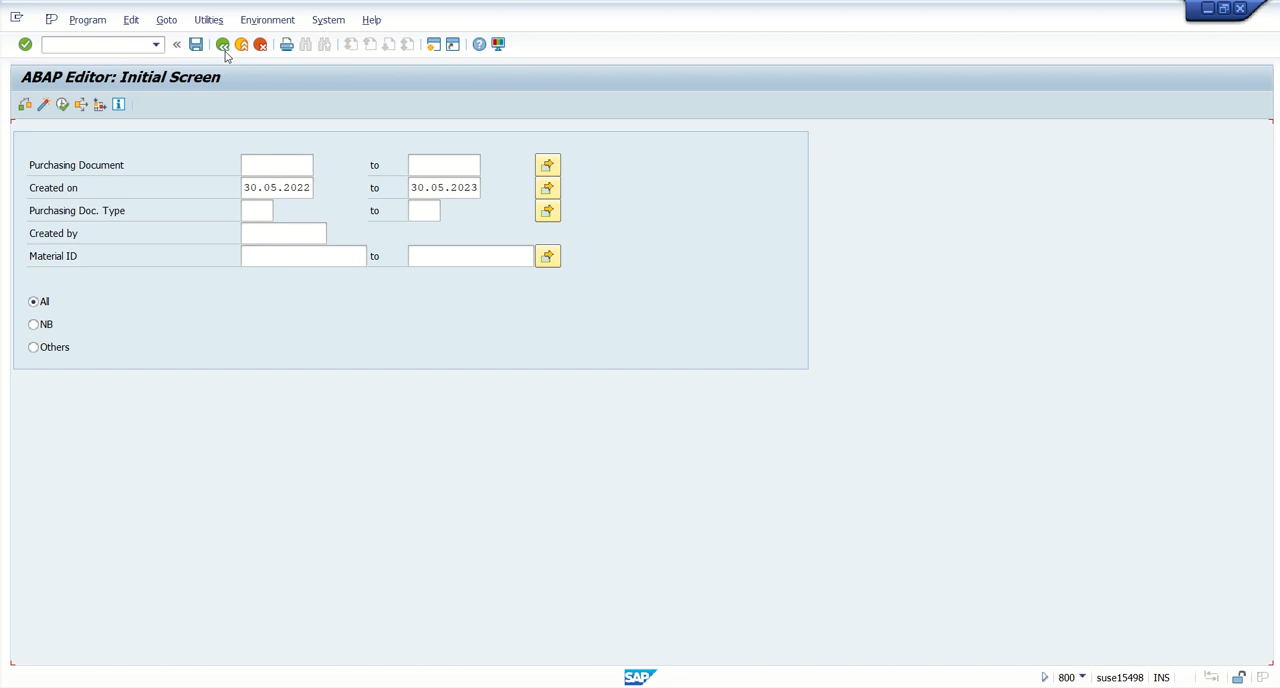 Program Edit Goto Utilities Environment System Help
ABAP Editor: Initial Screen
Purchasing Document to
Created on 30.05.2022 to 30.05.2023
Purchasing Doc. Type to
Created by
Material ID to
All
NB
Others
SAP
800 suse15498 INS